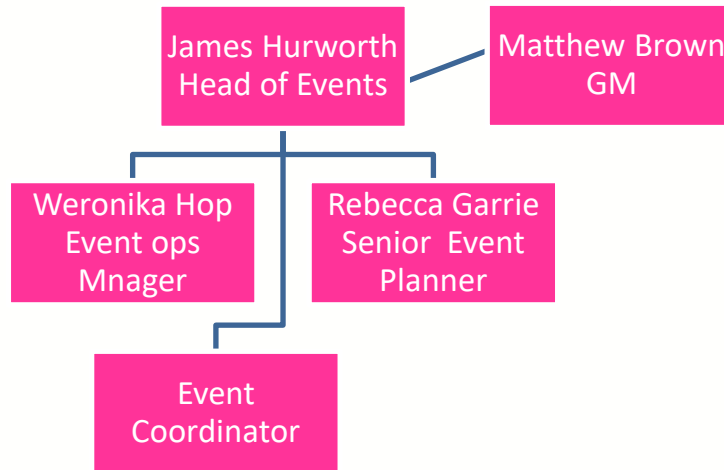 James Hurworth
Head of Events
Matthew Brown
GM
Weronika Hop
Event ops
Mnager
Rebecca Garrie
Senior  Event
Planner
Event
Coordinator